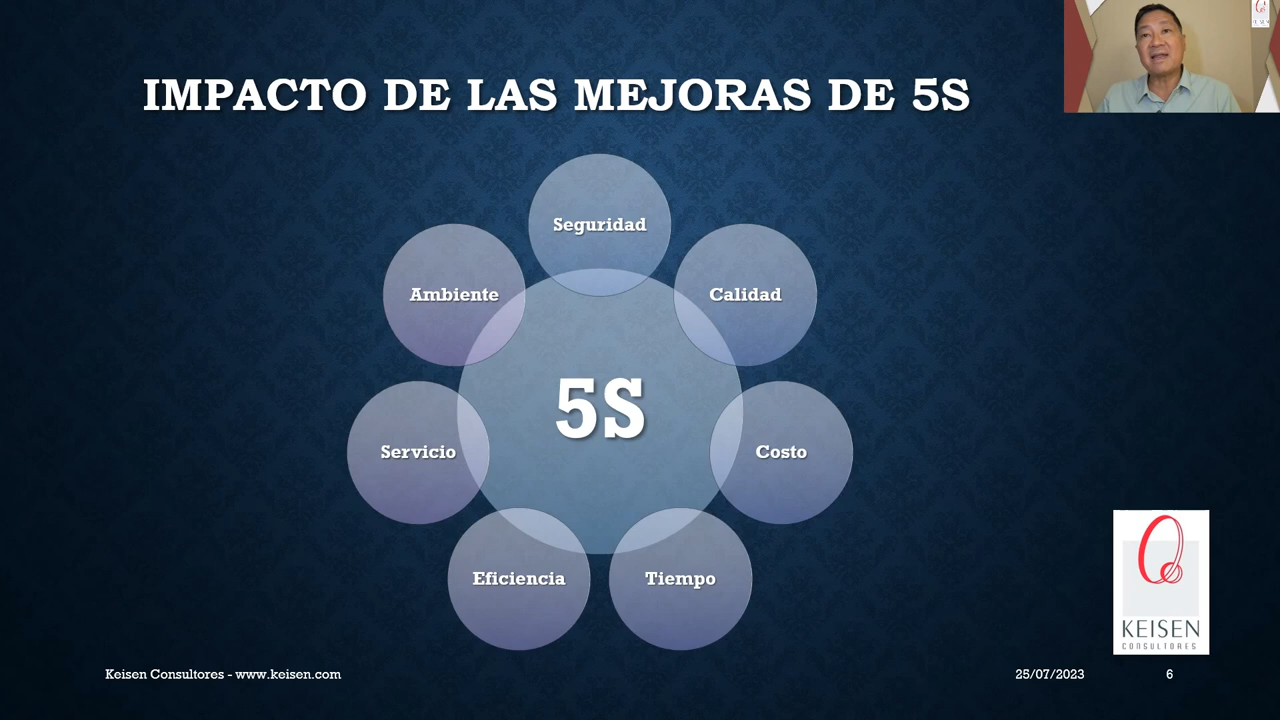 IMPACTO DE LAS MEJORAS DE 5S
Seguridad
Ambiente
Calidad
5S
Servicio
Costo
Eficiencia
Tiempo
KEISEN
CONSULTORES
Keisen Consultores - www.keisen.com
25/07/2023
6